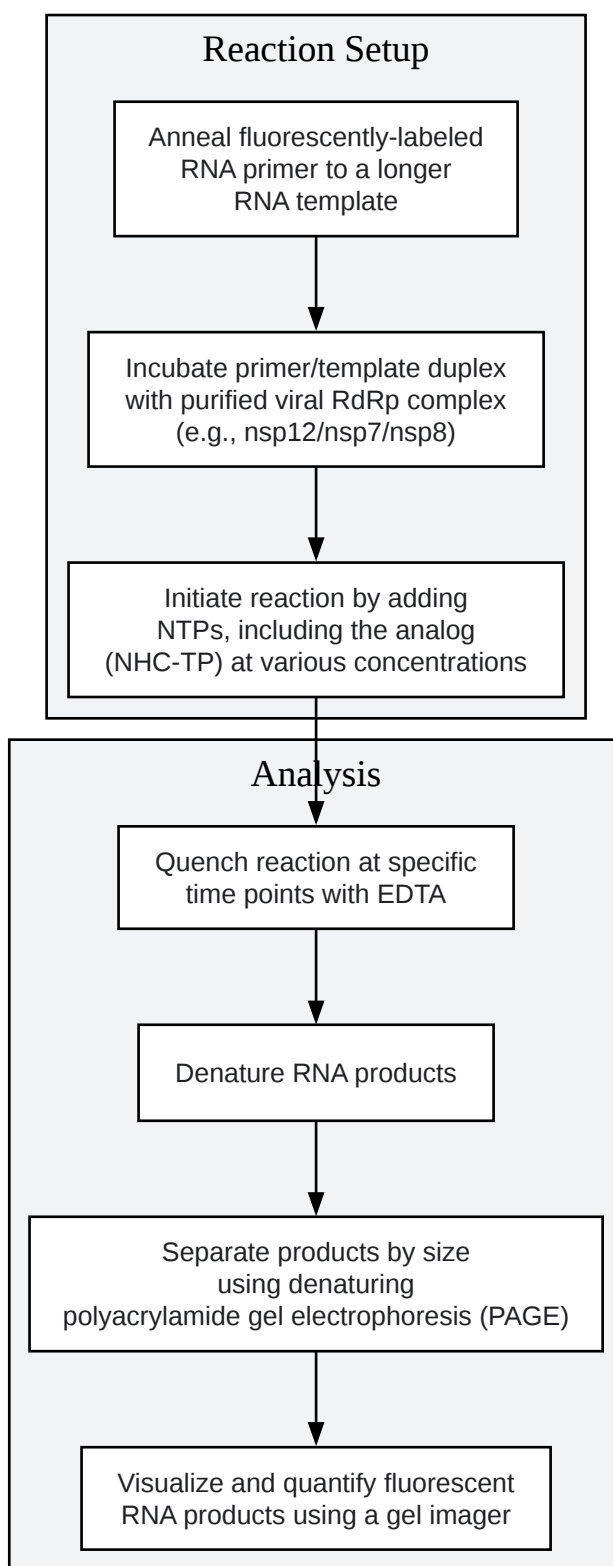 Reaction Setup
Anneal fluorescently-labeled
RNA primer to a longer
RNA template
Incubate primer/template duplex
with purified viral RdRp complex
(e.g., nsp12/nsp7/nsp8)
Initiate reaction by adding
NTPs, including the analog
(NHC-TP) at various concentrations
Analysis
Quench reaction at specific
time points with EDTA
Denature RNA products
Separate products by size
using denaturing
polyacrylamide gel electrophoresis (PAGE)
Visualize and quantify fluorescent
RNA products using a gel imager